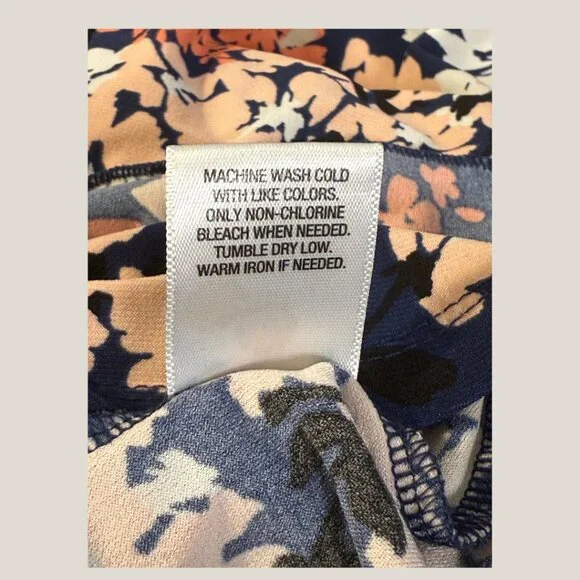 MACHINE WASH COLD
WITH LIKE COLORS.
ONLY NON-CHLORINE
BLEACH WHEN NEEDED.
TUMBLE DRY LOW.
WARM IRON IF NEEDED.